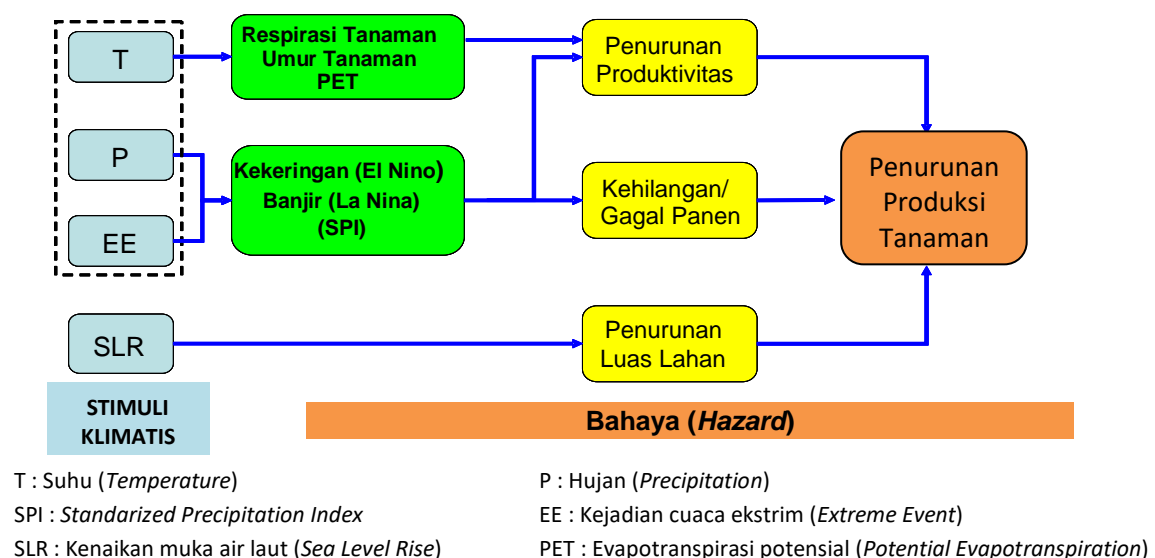 T
Respirasi Tanaman
Umur Tanaman
PET
Penurunan
Produktivitas
P
Kekeringan (El Nino)
Banjir (La Nina)
(SPI)
Kehilangan/
Gagal Panen
Penurunan
Produksi
Tanaman
EE
SLR
Penurunan
Luas Lahan
STIMULI
KLIMATIS
Bahaya (Hazard)
T : Suhu (Temperature)
P : Hujan (Precipitation)
SPI : Standarized Precipitation Index
EE : Kejadian cuaca ekstrim (Extreme Event)
SLR : Kenaikan muka air laut (Sea Level Rise)
PET : Evapotranspirasi potensial (Potential Evapotranspiration)